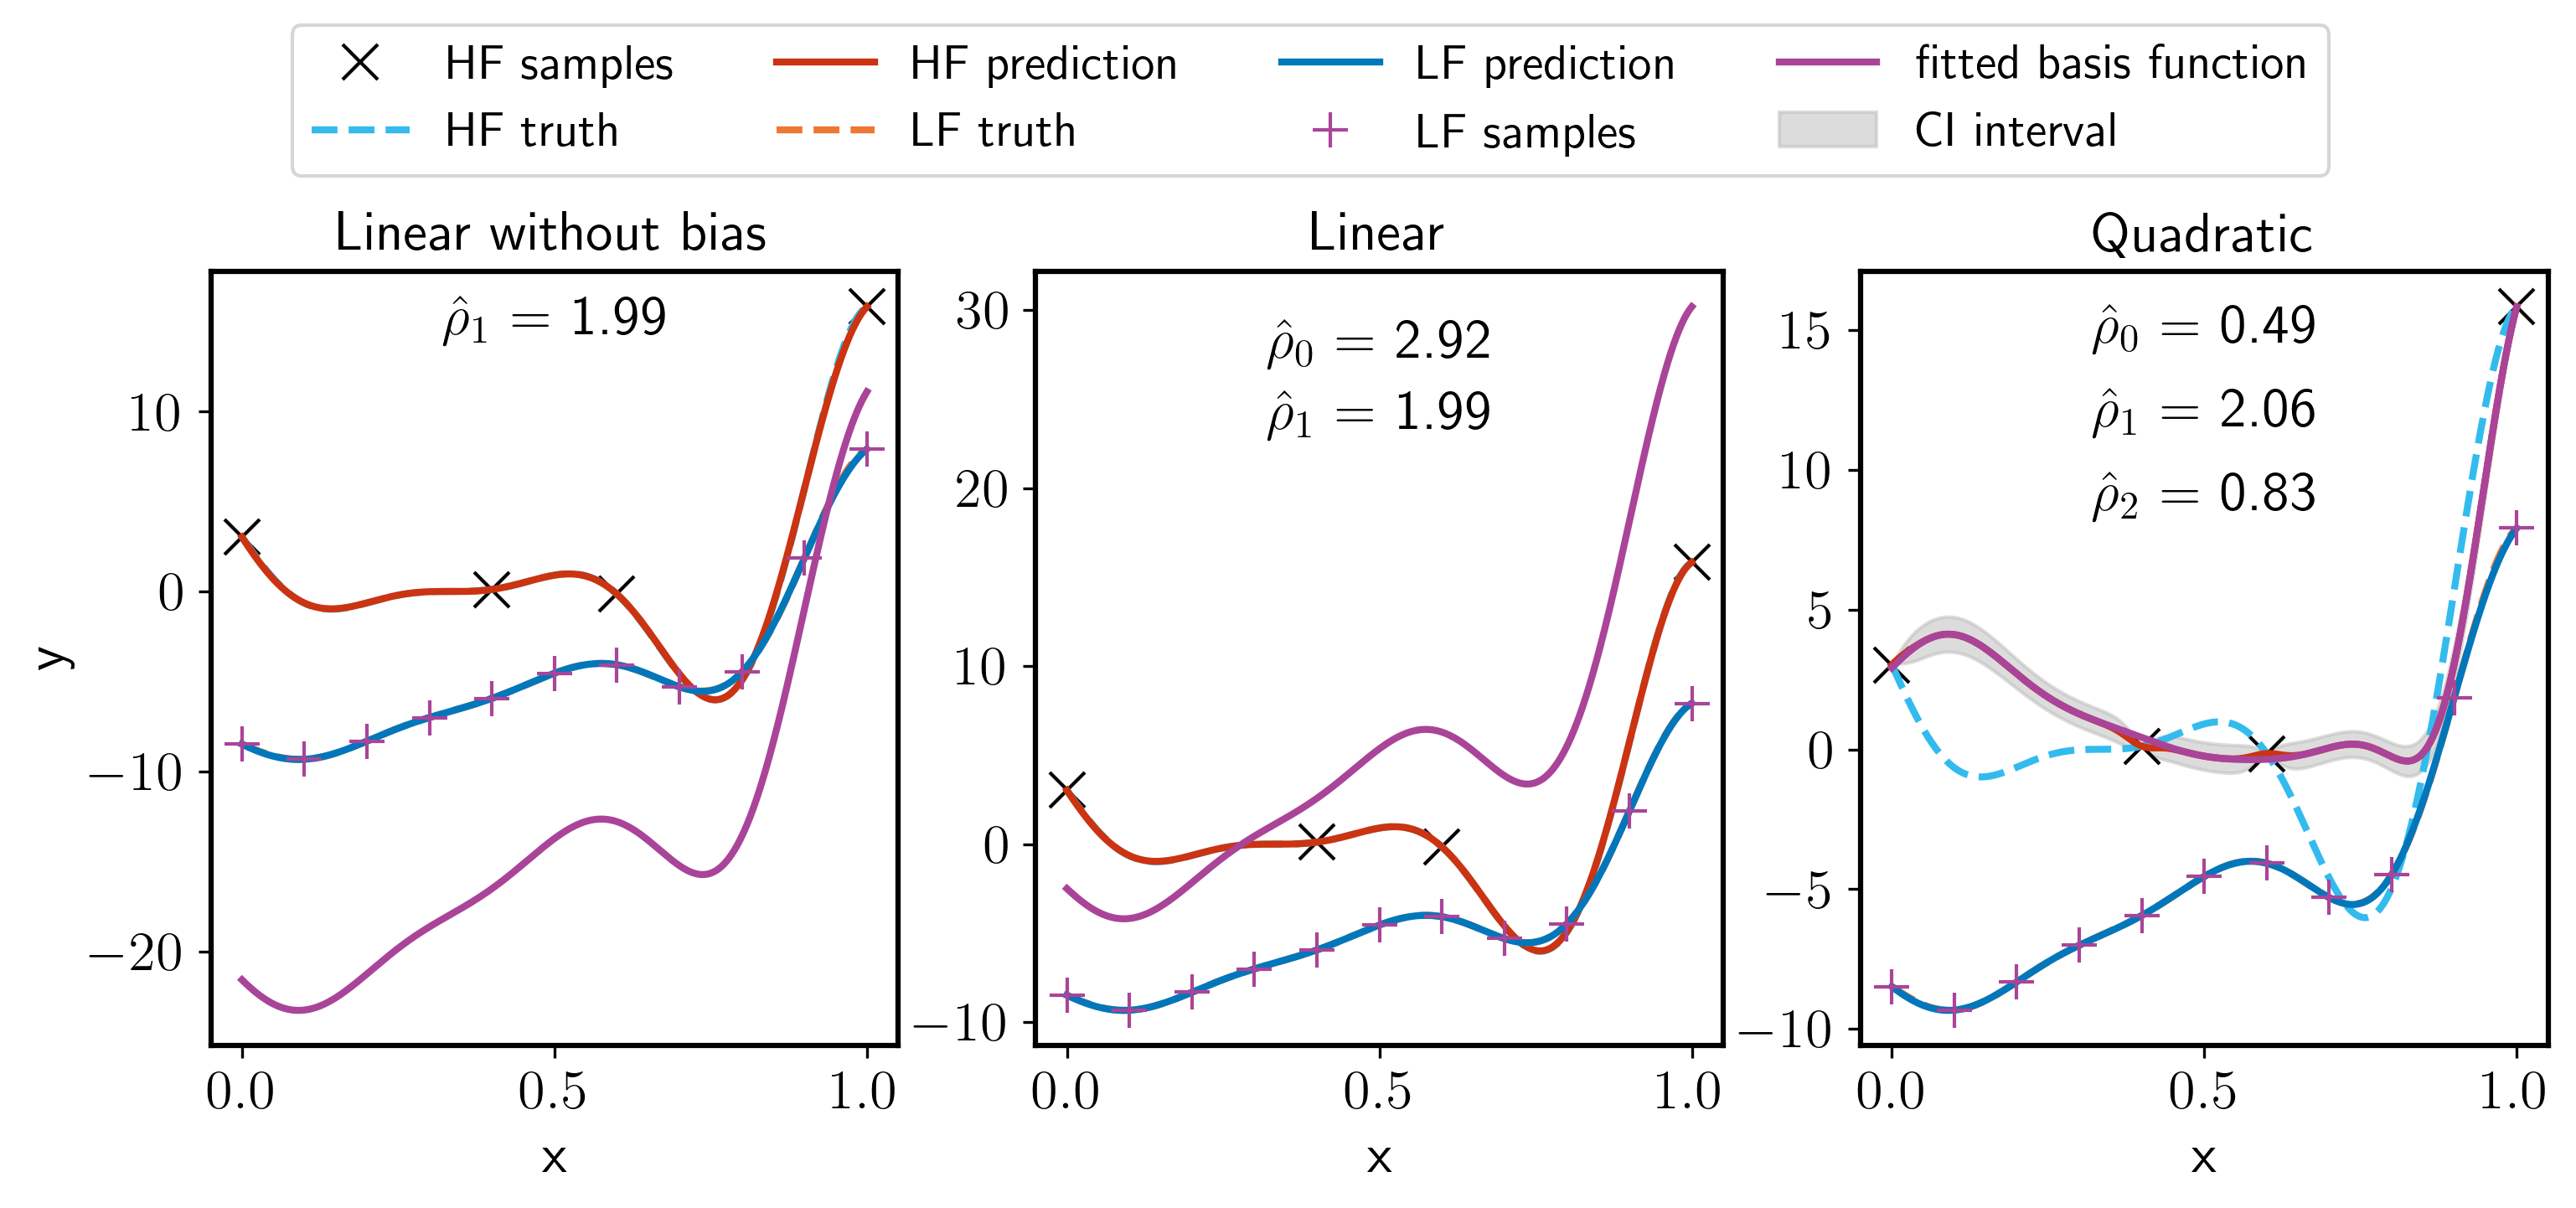 HF samples HF prediction LF prediction fitted basis function
HF truth LF truth LF samples CI interval
Linear without bias Linear Quadratic
ρ̂₁ = 1.99
10
0
−10
−20
y
0.0 0.5 1.0
x
ρ̂₀ = 2.92
ρ̂₁ = 1.99
30
20
10
0
−10
0.0 0.5 1.0
x
ρ̂₀ = 0.49
ρ̂₁ = 2.06
ρ̂₂ = 0.83
15
10
5
0
−5
−10
0.0 0.5 1.0
x